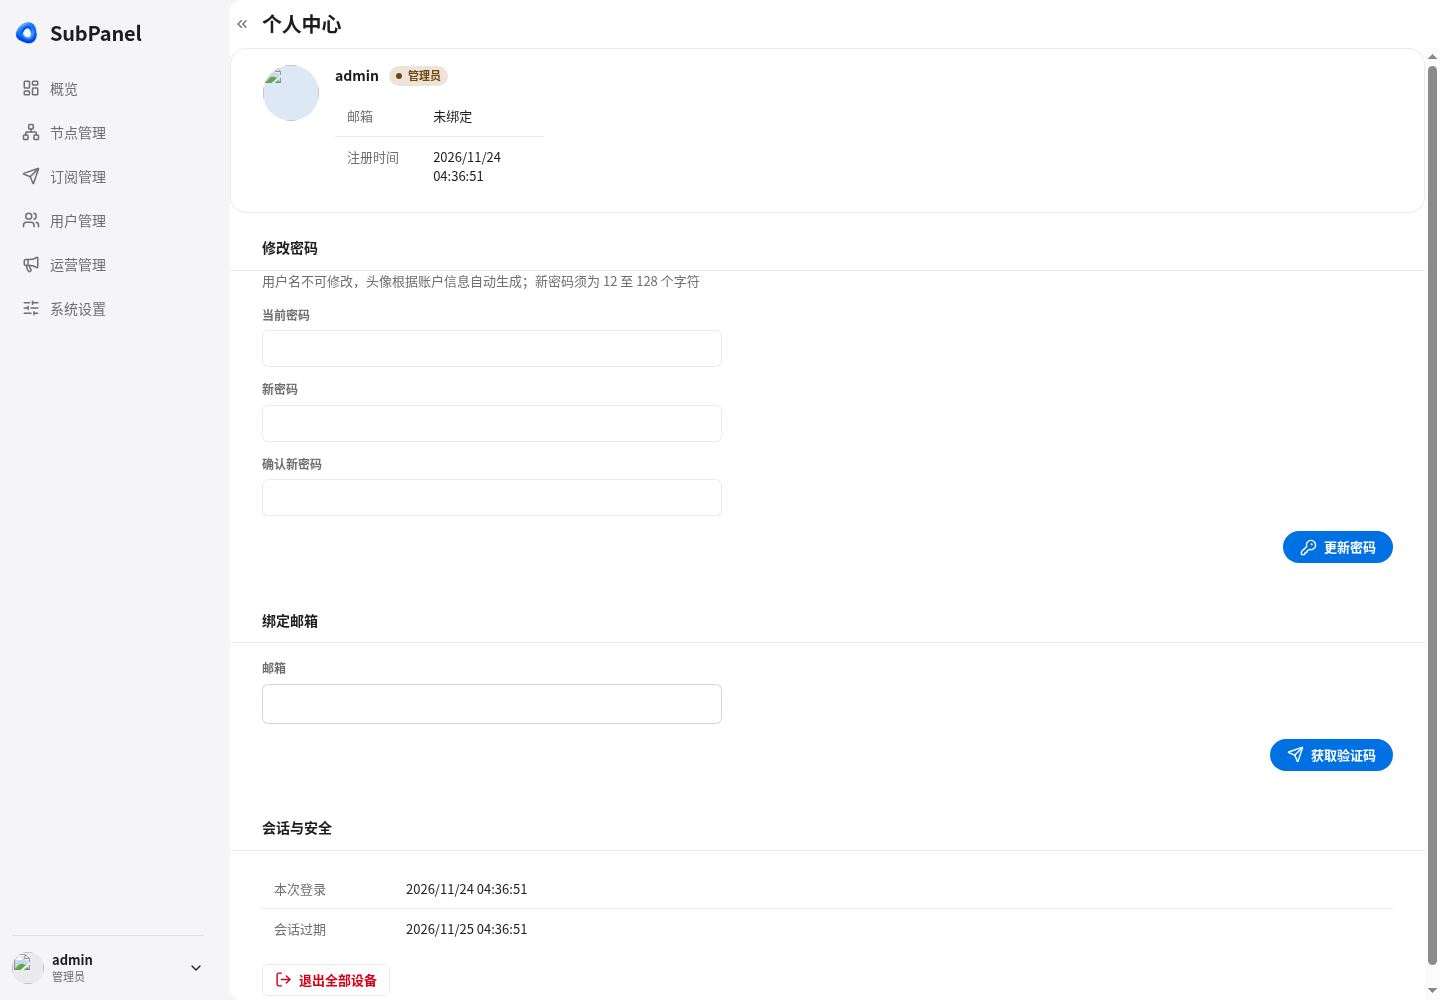 SubPanel
概览
节点管理
订阅管理
用户管理
运营管理
系统设置
admin
管理员
个人中心
admin
管理员
邮箱
未绑定
注册时间
2026/11/24
04:36:51
修改密码
用户名不可修改，头像根据账户信息自动生成；新密码须为 12 至 128 个字符
当前密码
新密码
确认新密码
更新密码
绑定邮箱
邮箱
获取验证码
会话与安全
本次登录
2026/11/24 04:36:51
会话过期
2026/11/25 04:36:51
退出全部设备